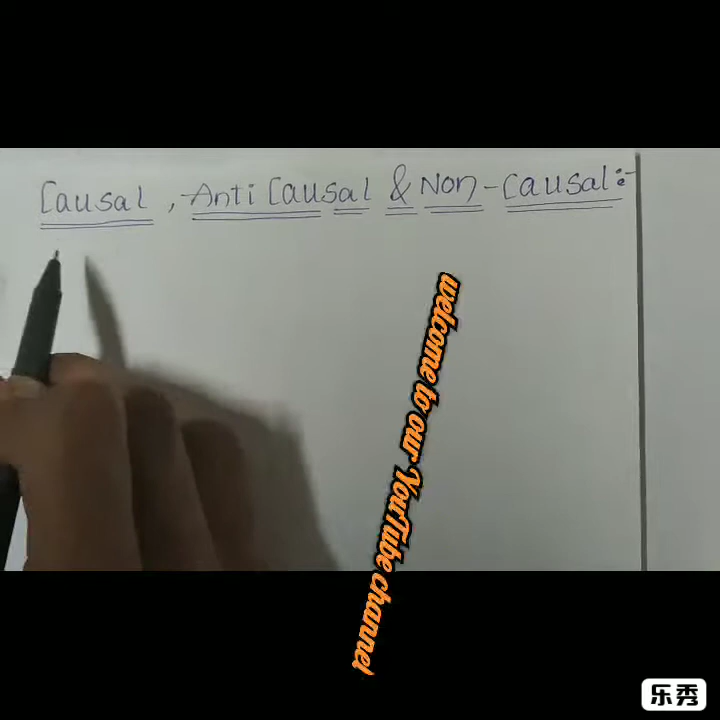 Causal, Anti Causal & Non-Causal:-
welcome to our YouTube channel
乐秀